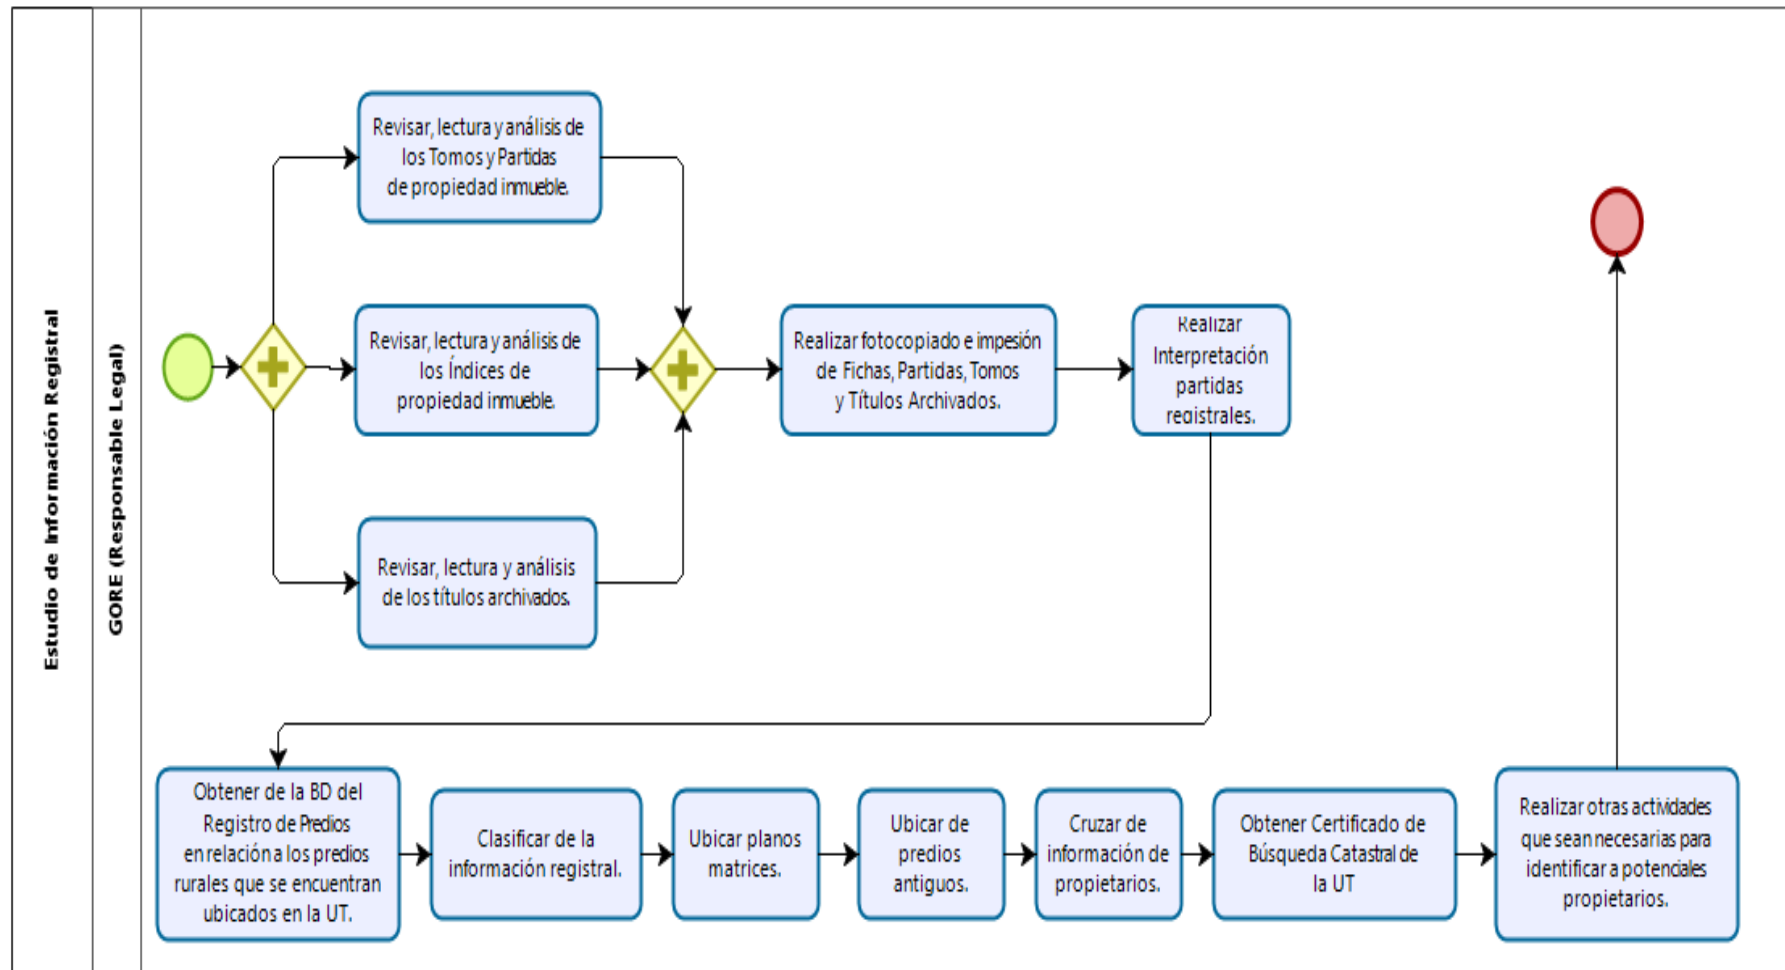 Estudio de Información Registral
GORE (Responsable Legal)
Revisar, lectura y análisis de
los Tomos y Partidas
de propiedad inmueble.
Revisar, lectura y análisis de
los Índices de
propiedad inmueble.
Revisar, lectura y análisis
de los títulos archivados.
Realizar fotocopiado e impesión
de Fichas, Partidas, Tomos
y Títulos Archivados.
Realizar
Interpretación
partidas
registrales.
Obtener de la BD del
Registro de Predios
en relación a los predios
rurales que se encuentran
ubicados en la UT.
Clasificar de la
información registral.
Ubicar planos
matrices.
Ubicar de
predios
antiguos.
Cruzar de
información de
propietarios.
Obtener Certificado de
Búsqueda Catastral de
la UT
Realizar otras actividades
que sean necesarias para
identificar a potenciales
propietarios.